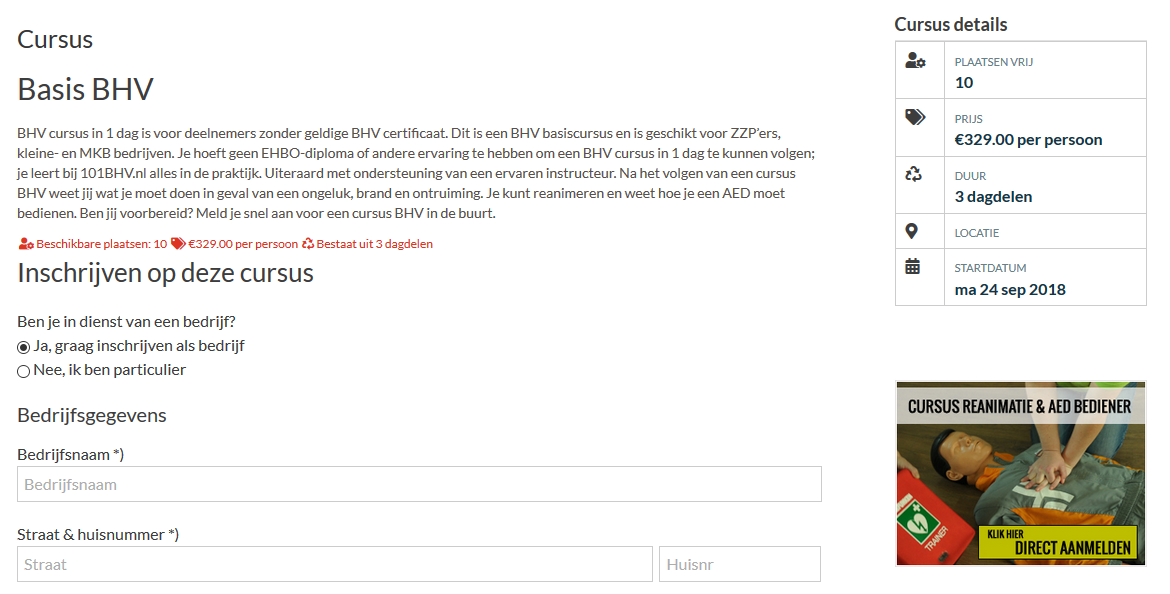 Cursus
Basis BHV
BHV cursus in 1 dag is voor deelnemers zonder geldige BHV certificaat. Dit is een BHV basiscursus en is geschikt voor ZZP'ers,
kleine- en MKB bedrijven. Je hoeft geen EHBO-diploma of andere ervaring te hebben om een BHV cursus in 1 dag te kunnen volgen;
je leert bij 101BHV.nl alles in de praktijk. Uiteraard met ondersteuning van een ervaren instructeur. Na het volgen van een cursus
BHV weet jij wat je moet doen in geval van een ongeluk, brand en ontruiming. Je kunt reanimeren en weet hoe je een AED moet
bedienen. Ben jij voorbereid? Meld je snel aan voor een cursus BHV in de buurt.
Beschikbare plaatsen: 10 €329.00 per persoon Bestaat uit 3 dagdelen
Inschrijven op deze cursus
Ben je in dienst van een bedrijf?
Ja, graag inschrijven als bedrijf
Nee, ik ben particulier
Bedrijfsgegevens
Bedrijfsnaam *)
Bedrijfsnaam
Straat & huisnummer *)
Straat Huisnr
Cursus details
PLAATSEN VRIJ
10
PRIJS
€329.00 per persoon
DUUR
3 dagdelen
LOCATIE
STARTDATUM
ma 24 sep 2018
CURSUS REANIMATIE & AED BEDIENER
TRAINER
KLIK HIER
DIRECT AANMELDEN